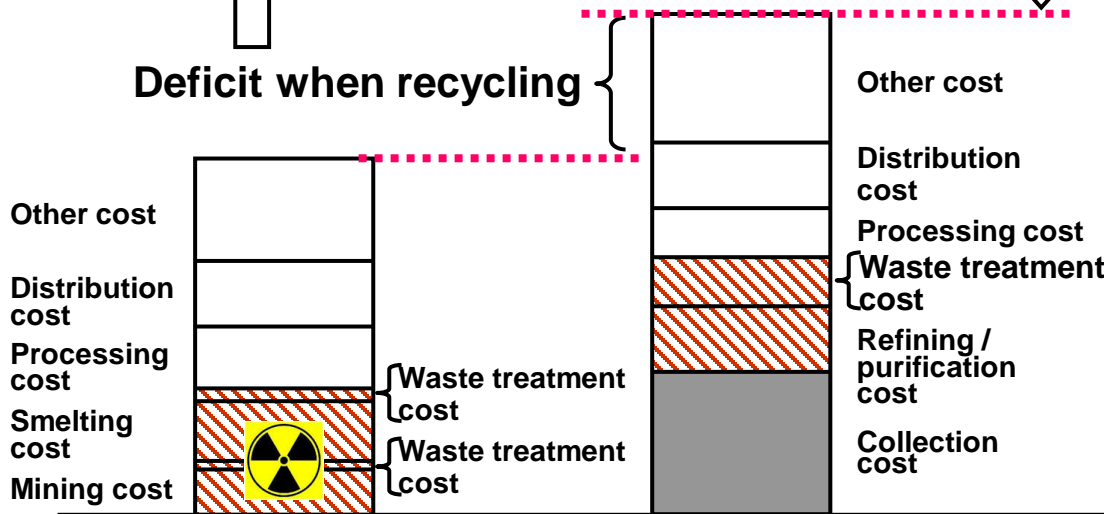 Deficit when recycling
Other cost
Distribution
cost
Processing
cost
Smelting
cost
Mining cost
Waste treatment
cost
Waste treatment
cost
Other cost
Distribution
cost
Processing cost
Waste treatment
cost
Refining /
purification
cost
Collection
cost